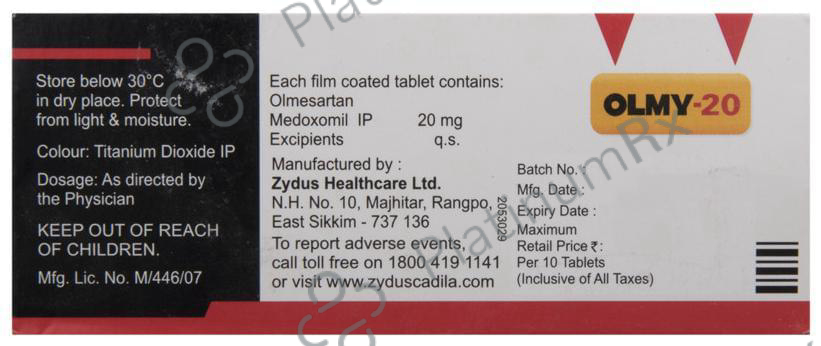 Store below 30°C
in dry place. Protect
from light & moisture.
Colour: Titanium Dioxide IP
Dosage: As directed by
the Physician
KEEP OUT OF REACH
OF CHILDREN.
Mfg. Lic. No. M/446/07
Each film coated tablet contains:
Olmesartan
Medoxomil IP 20 mg
Excipients q.s.
Manufactured by :
Zydus Healthcare Ltd.
N.H. No. 10, Majhitar, Rangpo,
East Sikkim - 737 136
To report adverse events,
call toll free on 1800 419 1141
or visit www.zyduscadila.com
2053029
OLMY-20
Batch No. :
Mfg. Date :
Expiry Date :
Maximum
Retail Price ₹:
Per 10 Tablets
(Inclusive of All Taxes)
PlatinumRx